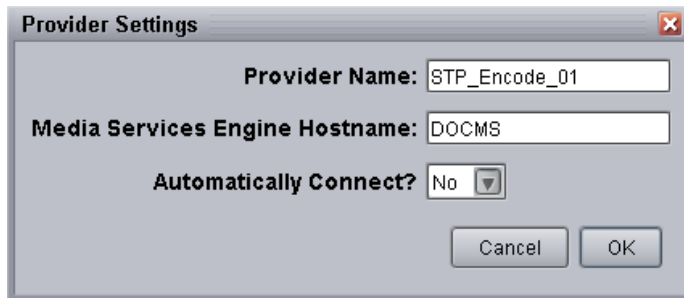 Provider Settings
Provider Name: STP_Encode_01
Media Services Engine Hostname: DOCMS
Automatically Connect? No
Cancel OK